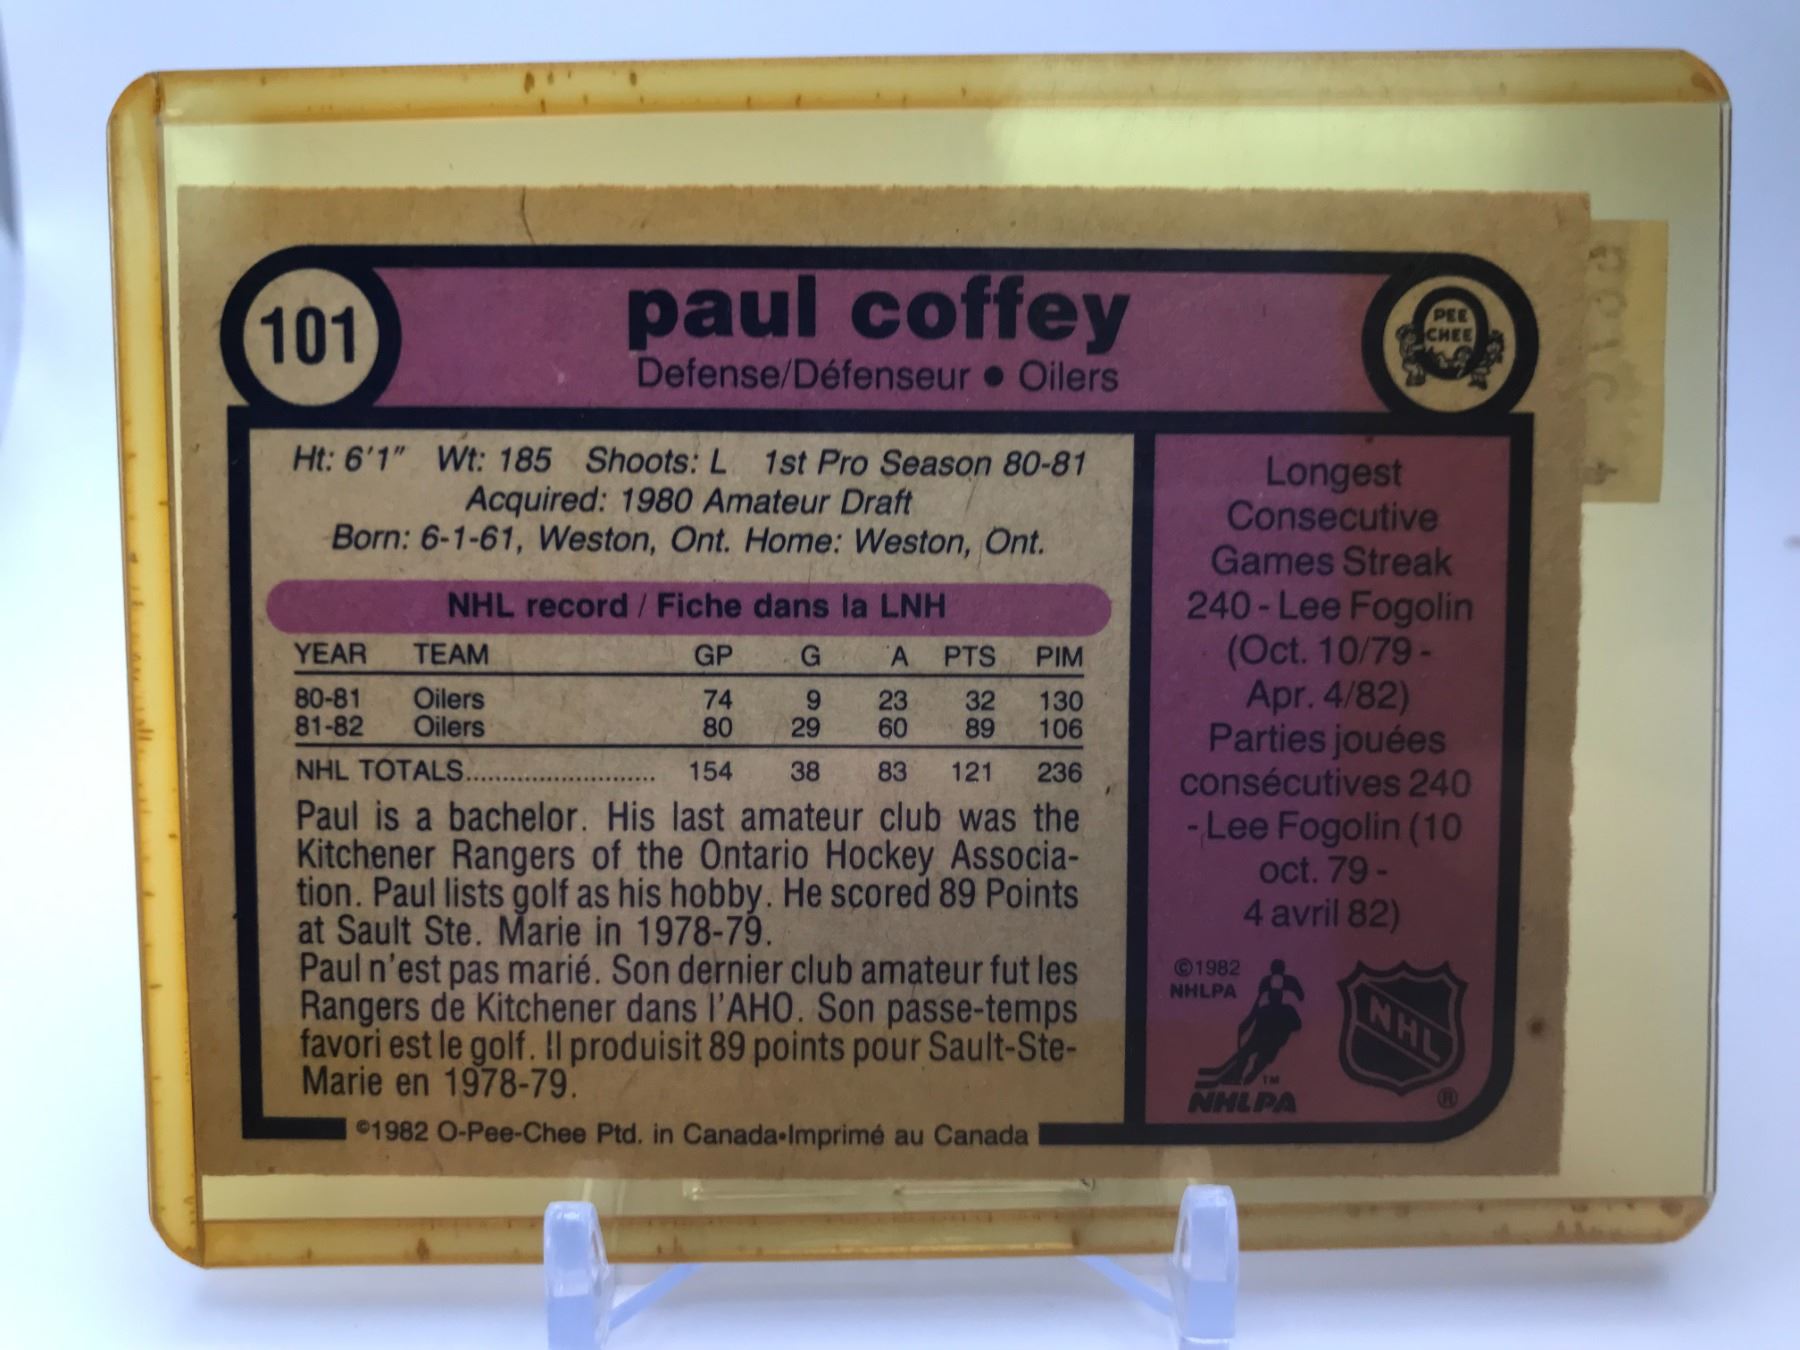 101
paul coffey
Defense/Défenseur • Oilers
PEE
CHEE
Ht: 6'1" Wt: 185 Shoots: L 1st Pro Season 80-81
Acquired: 1980 Amateur Draft
Born: 6-1-61, Weston, Ont. Home: Weston, Ont.
NHL record / Fiche dans la LNH
YEAR TEAM GP G A PTS PIM
80-81 Oilers 74 9 23 32 130
81-82 Oilers 80 29 60 89 106
NHL TOTALS............................ 154 38 83 121 236
Paul is a bachelor. His last amateur club was the
Kitchener Rangers of the Ontario Hockey Associa-
tion. Paul lists golf as his hobby. He scored 89 Points
at Sault Ste. Marie in 1978-79.
Paul n'est pas marié. Son dernier club amateur fut les
Rangers de Kitchener dans l'AHO. Son passe-temps
favori est le golf. Il produisit 89 points pour Sault-Ste-
Marie en 1978-79.
©1982 O-Pee-Chee Ptd. in Canada•Imprimé au Canada
Longest
Consecutive
Games Streak
240 - Lee Fogolin
(Oct. 10/79 -
Apr. 4/82)
Parties jouées
consécutives 240
- Lee Fogolin (10
oct. 79 -
4 avril 82)
©1982
NHLPA
TM
NHLPA
NHL
®